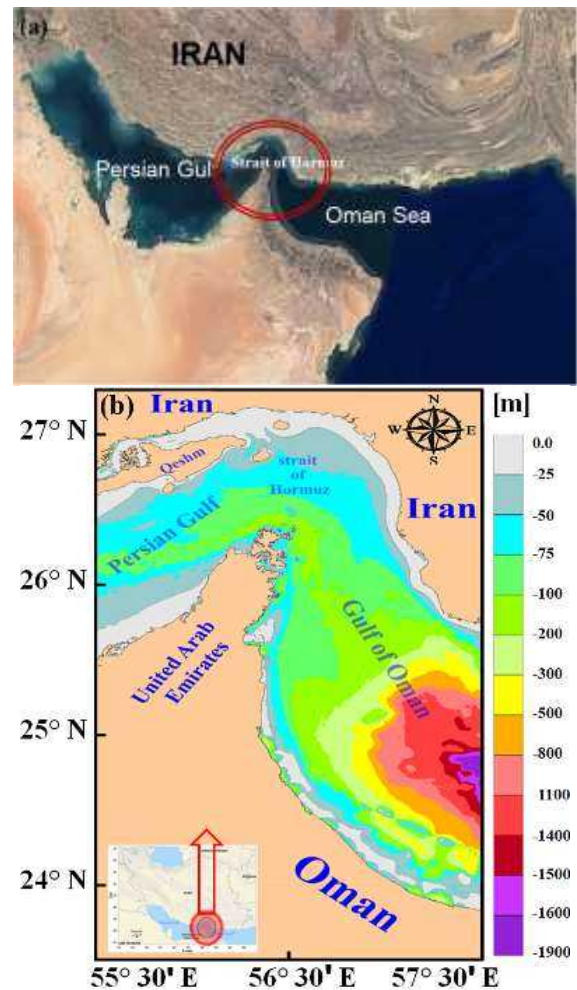 (a)
IRAN
Persian Gul
Strait of Hormuz
Oman Sea
(b)
Iran
[m]
27° N
26° N
25° N
24° N
N
W
E
S
Qeshm
strait
of
Hormuz
Iran
Persian Gulf
Gulf of Oman
United Arab
Emirates
Oman
0.0
-25
-50
-75
-100
-200
-300
-500
-800
1100
-1400
-1600
-1900
55° 30' E
56° 30' E
57° 30' E